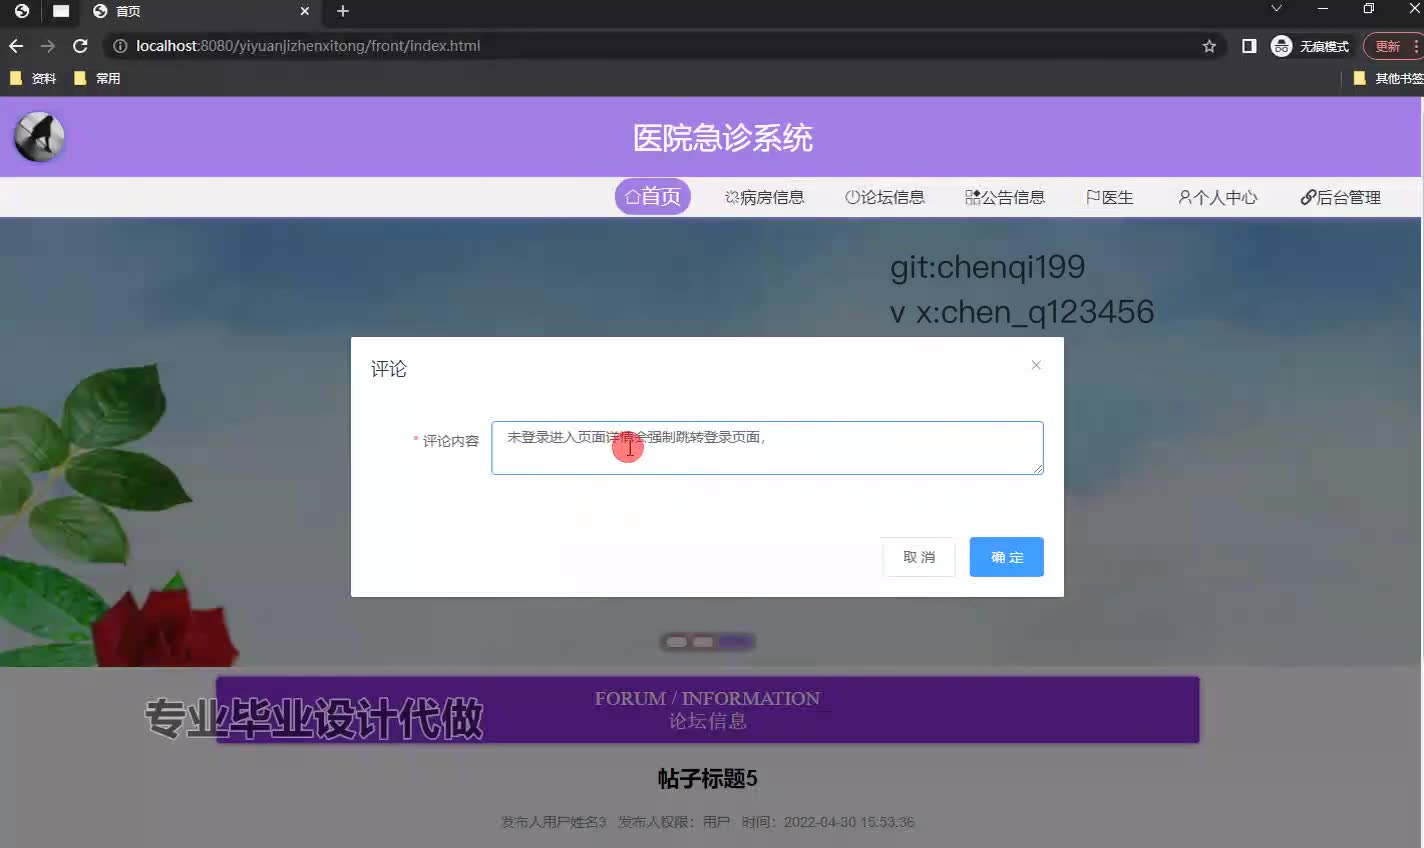 首页
localhost:8080/yiyuanjizhenxitong/front/index.html
无痕模式
更新
资料
常用
其他书签
医院急诊系统
首页
病房信息
论坛信息
公告信息
医生
个人中心
后台管理
git:chenqi199
v x:chen_q123456
评论
* 评论内容
未登录进入页面详情会强制跳转登录页面，
取 消
确 定
FORUM / INFORMATION
论坛信息
专业毕业设计代做
帖子标题5
发布人用户姓名3 发布人权限：用户 时间：2022-04-30 15:53:36